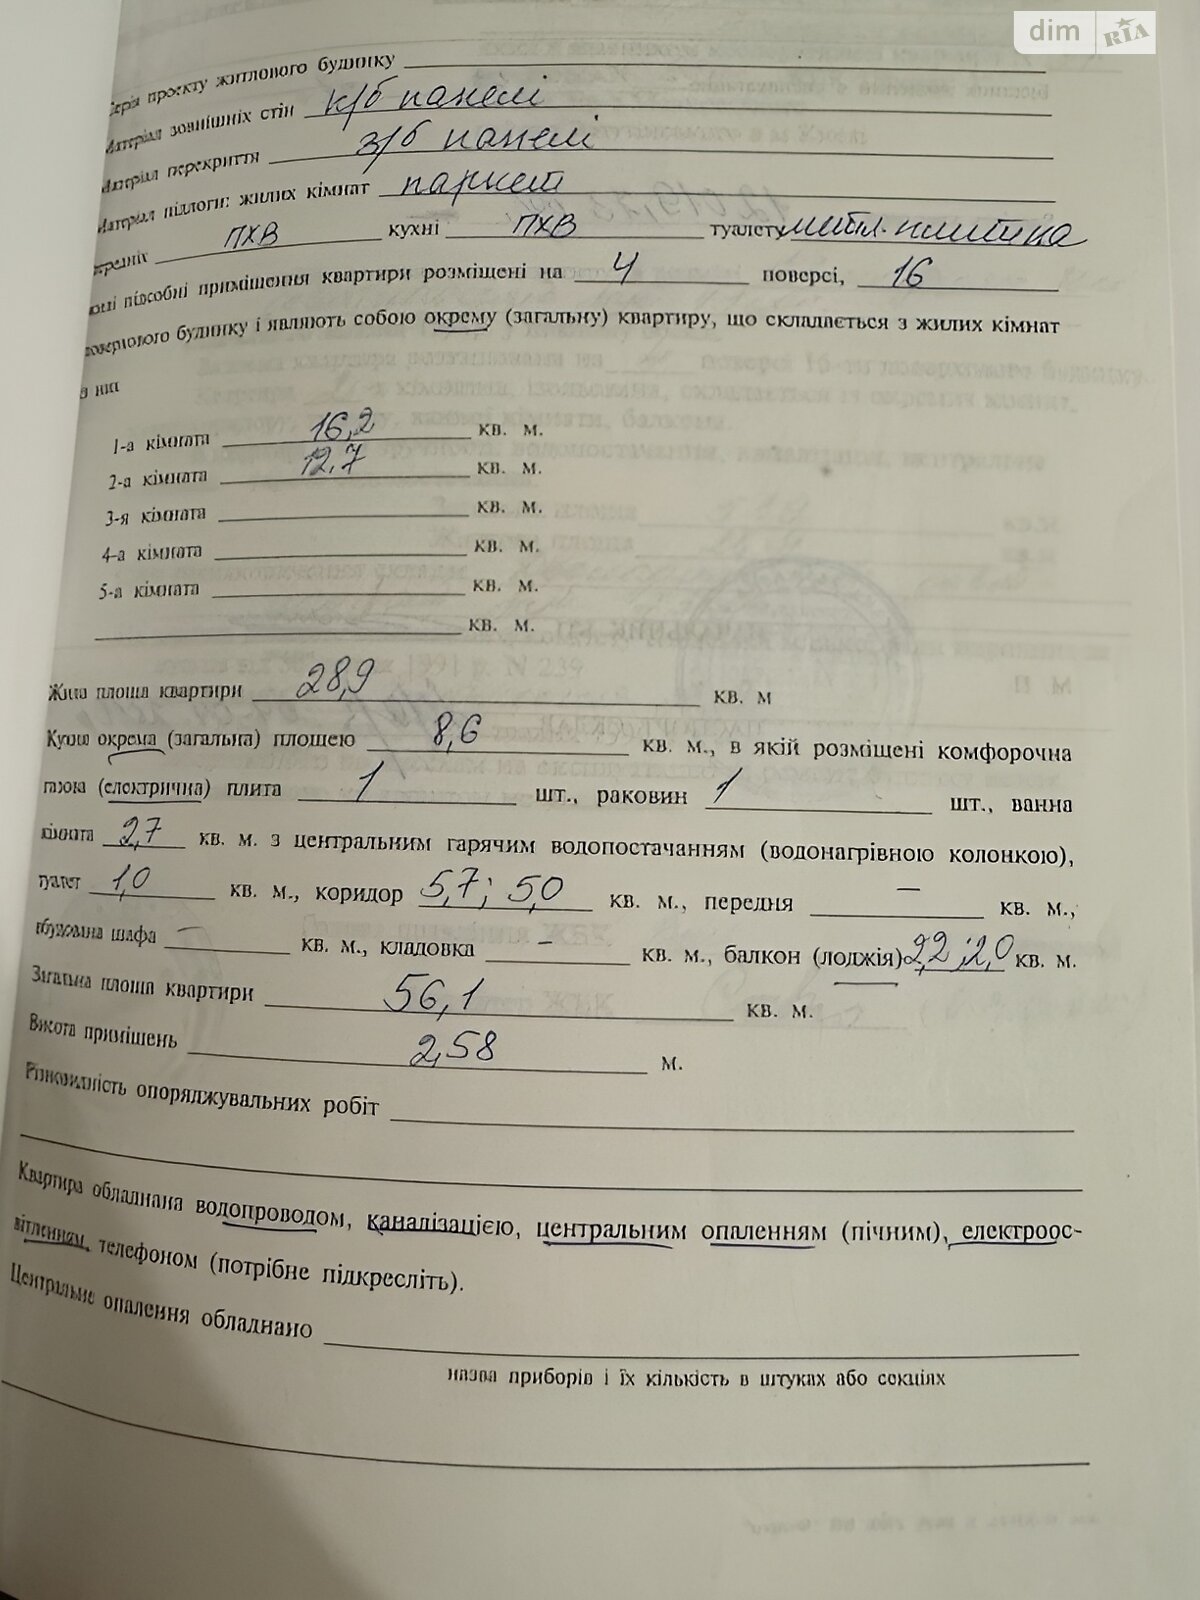 dim RIA
Серія проекту житлового будинку
Матеріал зовнішніх стін к/б панелі
Матеріал перекриття з/б панелі
Матеріал підлоги: жилих кімнат паркет
передніх ПХВ кухні ПХВ туалету метл. плитка
підсобні приміщення квартири розміщені на 4 поверсі, 16
поверхового будинку і являють собою окрему (загальну) квартиру, що складається з жилих кімнат
з них
1-а кімната 16,2 кв. м.
2-а кімната 12,7 кв. м.
3-я кімната кв. м.
4-а кімната кв. м.
5-а кімната кв. м.
кв. м.
Жила площа квартири 28,9 кв. м
Кухня окрема (загальна) площею 8,6 кв. м., в якій розміщені комфорочна
газова (електрична) плита 1 шт., раковин 1 шт., ванна
кімната 2,7 кв. м. з центральним гарячим водопостачанням (водонагрівною колонкою),
туалет 1,0 кв. м., коридор 5,7; 5,0 кв. м., передня — кв. м.,
вбудована шафа — кв. м., кладовка — кв. м., балкон (лоджія) 2,2; 2,0 кв. м.
Загальна площа квартири 56,1 кв. м.
Висота приміщень 2,58 м.
Різновидність опоряджувальних робіт
Квартира обладнана водопроводом, каналізацією, центральним опаленням (пічним), електроос-
вітленням, телефоном (потрібне підкресліть).
Центральне опалення обладнано
назва приборів і їх кількість в штуках або секціях